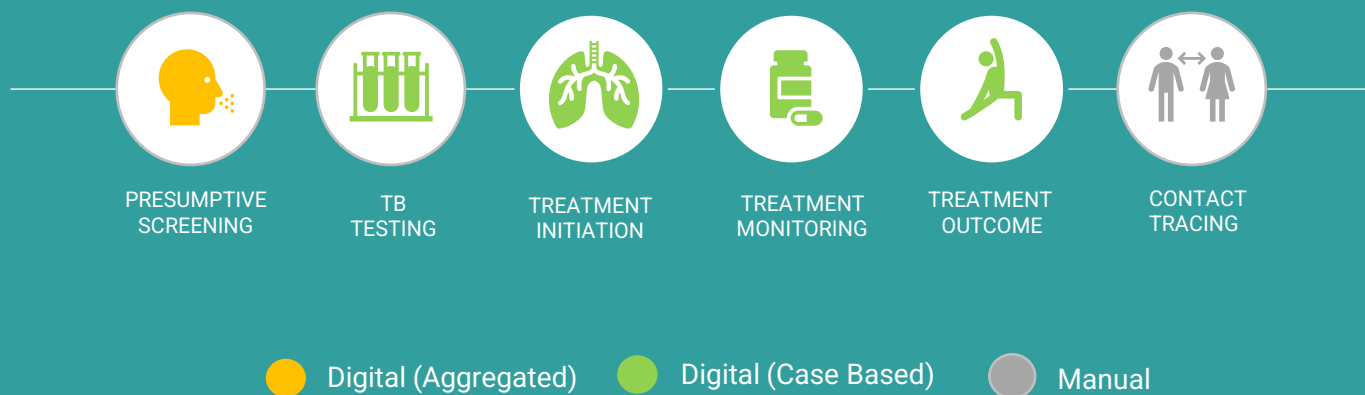 PRESUMPTIVE
SCREENING
TB
TESTING
TREATMENT
INITIATION
TREATMENT
MONITORING
TREATMENT
OUTCOME
CONTACT
TRACING
Digital (Aggregated)
Digital (Case Based)
Manual